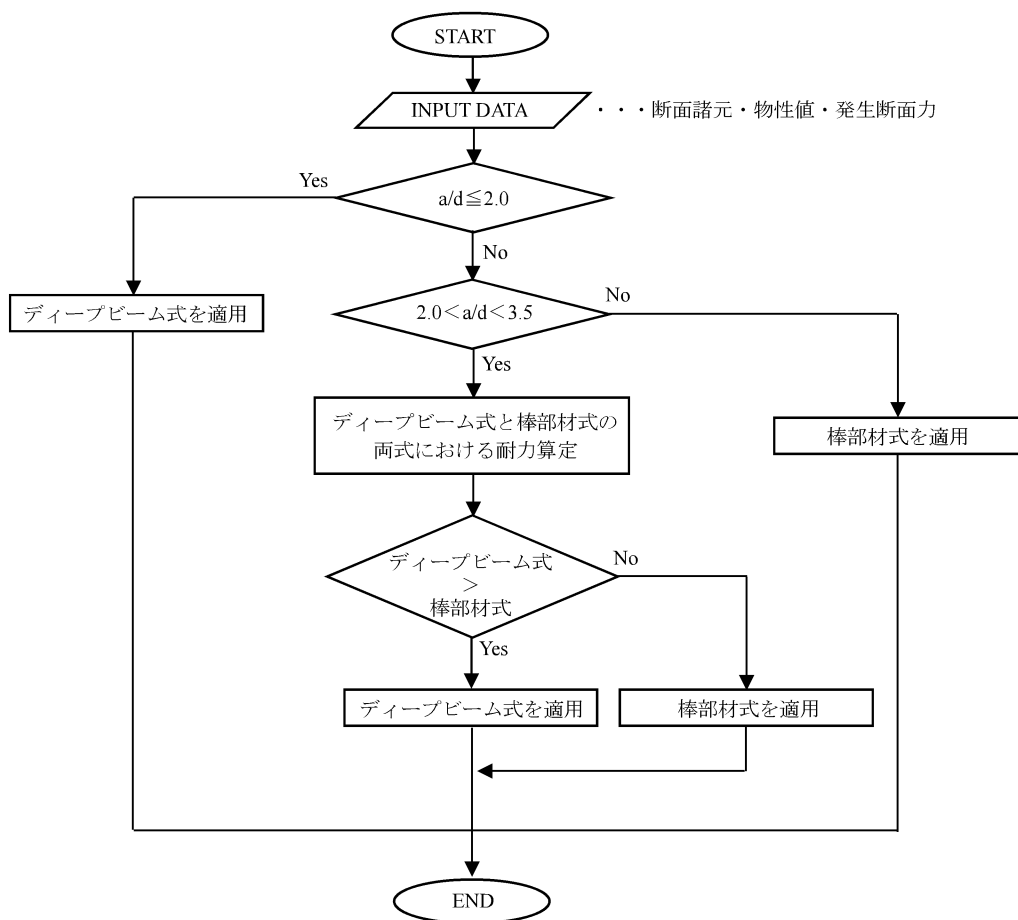 START
INPUT DATA
・・・断面諸元・物性値・発生断面力
Yes
a/d≦2.0
No
ディープビーム式を適用
2.0＜a/d＜3.5
No
Yes
ディープビーム式と棒部材式の
両式における耐力算定
棒部材式を適用
ディープビーム式
＞
棒部材式
No
Yes
ディープビーム式を適用
棒部材式を適用
END